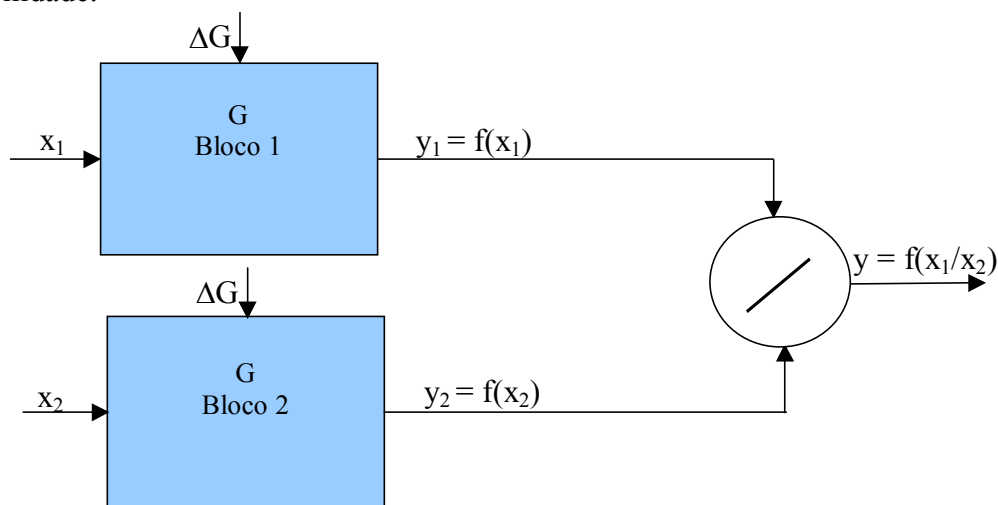 ΔG
G
Bloco 1
x₁
y₁ = f(x₁)
y = f(x₁/x₂)
ΔG
G
Bloco 2
x₂
y₂ = f(x₂)